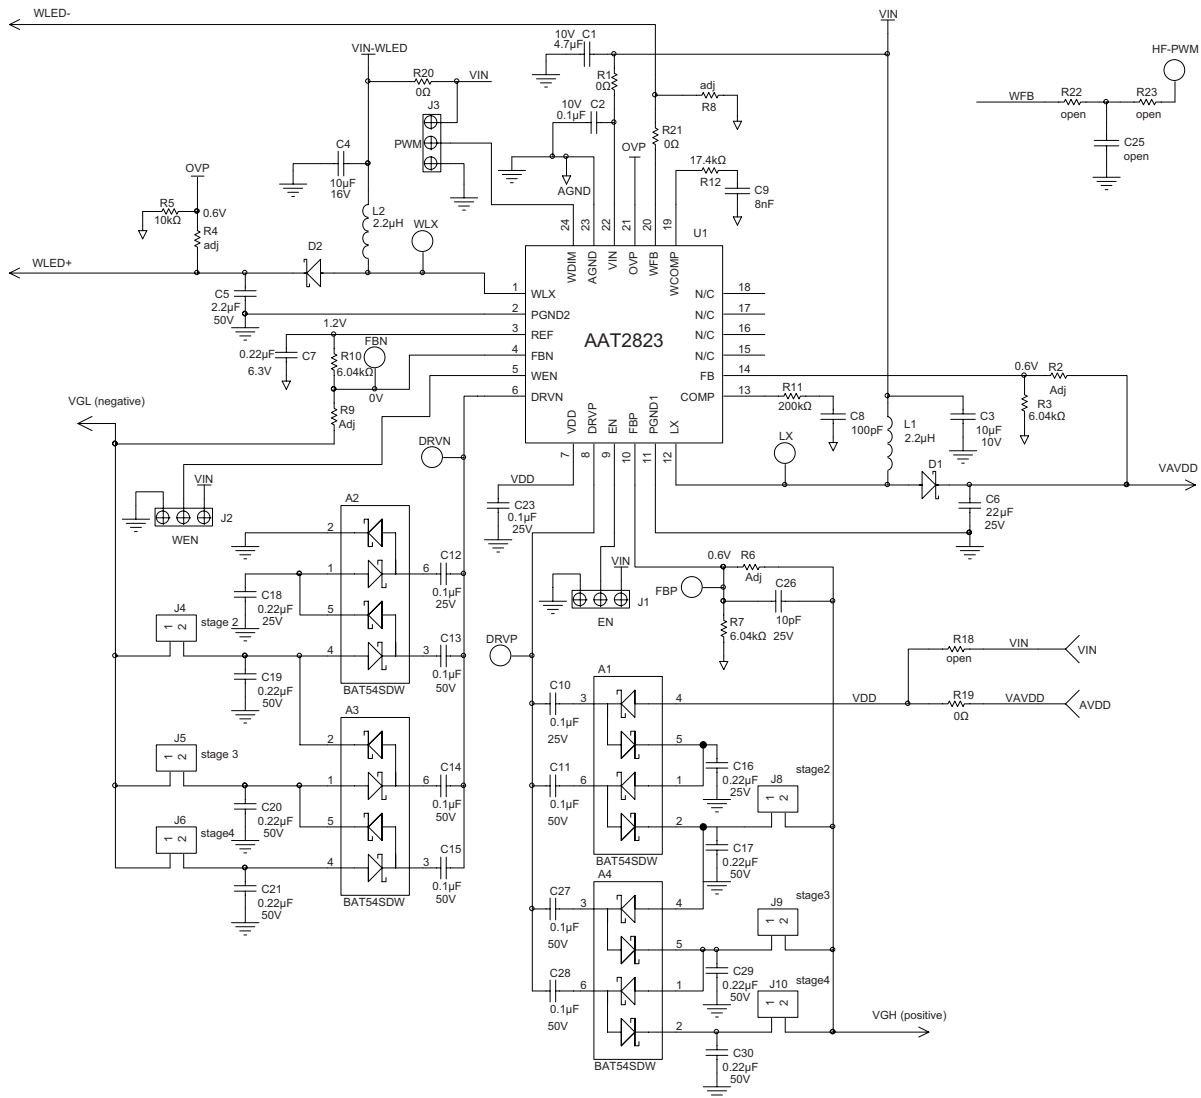 WLED-
VIN-WLED
R20
0Ω
VIN
J3
PWM
C4
10µF
16V
L2
2.2µH
WLX
OVP
R5
10kΩ
0.6V
R4
adj
WLED+
D2
C5
2.2µF
50V
10V C1
4.7µF
R1
0Ω
10V C2
0.1µF
AGND
adj
R8
R21
0Ω
OVP
17.4kΩ
R12
C9
8nF
VIN
HF-PWM
WFB
R22
open
R23
open
C25
open
24 23 22 21 20 19
U1
WDIM AGND VIN OVP WFB WCOMP
AAT2823
1 WLX
2 PGND2
3 REF
4 FBN
5 WEN
6 DRVN
N/C 18
N/C 17
N/C 16
N/C 15
FB 14
COMP 13
VDD DRVP EN FBP PGND1 LX
7 8 9 10 11 12
1.2V
0.22µF
C7
6.3V
R10
6.04kΩ
FBN
0V
R9
Adj
VGL (negative)
DRVN
R11
200kΩ
C8
100pF
LX
L1
2.2µH
C3
10µF
10V
0.6V
R2
Adj
R3
6.04kΩ
D1
VAVDD
C6
22µF
25V
VDD
C23
0.1µF
25V
VIN
J2
WEN
VIN
J1
EN
0.6V
R6
Adj
FBP
C26
10pF
25V
R7
6.04kΩ
A2
2
1
5
4
6
3
C12
0.1µF
25V
C13
0.1µF
50V
BAT54SDW
C18
0.22µF
25V
J4
1 2
stage 2
C19
0.22µF
50V
A3
2
1
5
4
6
3
C14
0.1µF
50V
C15
0.1µF
50V
BAT54SDW
J5
1 2
stage 3
C20
0.22µF
50V
J6
1 2
stage4
C21
0.22µF
50V
DRVP
C10
0.1µF
25V
C11
0.1µF
50V
A1
3
6
4
5
1
2
BAT54SDW
C16
0.22µF
25V
stage2
J8
1 2
C17
0.22µF
50V
C27
0.1µF
50V
C28
0.1µF
50V
A4
3
6
4
5
1
2
BAT54SDW
stage3
J9
1 2
C29
0.22µF
50V
stage4
J10
1 2
C30
0.22µF
50V
VGH (positive)
VDD
R18
open
VIN
VIN
R19
0Ω
VAVDD
AVDD